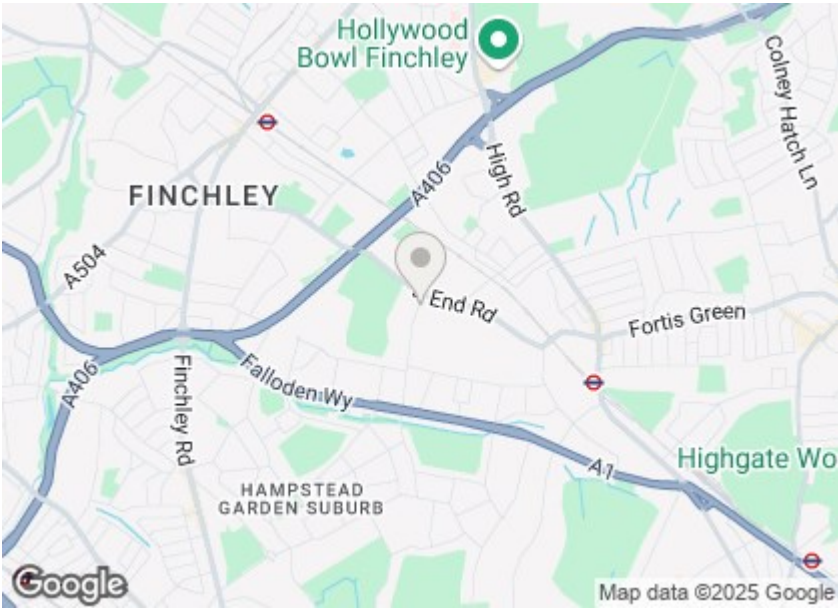 Hollywood
Bowl Finchley
Colney Hatch Ln
High Rd
A406
FINCHLEY
A504
End Rd
Fortis Green
A406
Finchley Rd
Falloden Wy
A1
Highgate Wo
HAMPSTEAD
GARDEN SUBURB
Google
Map data ©2025 Google